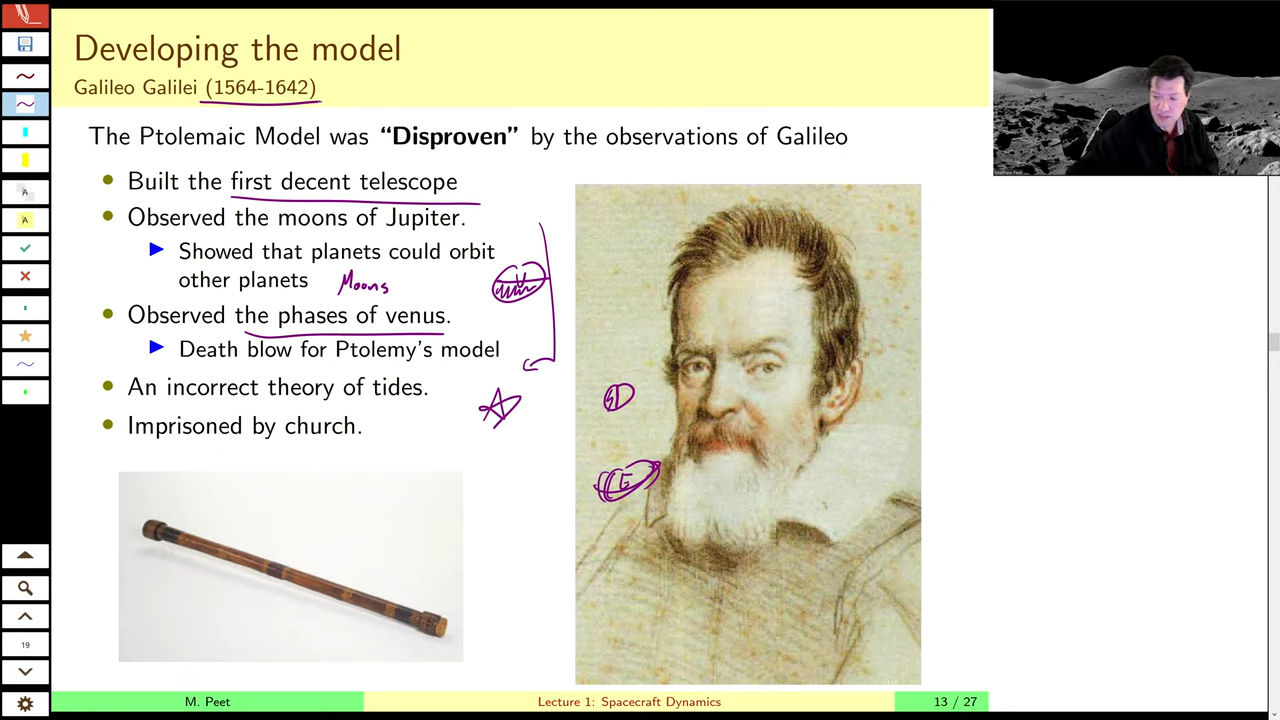 Developing the model
Galileo Galilei (1564-1642)
The Ptolemaic Model was “Disproven” by the observations of Galileo
Built the first decent telescope
Observed the moons of Jupiter.
Showed that planets could orbit
other planets Moons
Observed the phases of venus.
Death blow for Ptolemy's model
An incorrect theory of tides.
Imprisoned by church.
V
E
A
A
19
Matthew Peet
M. Peet Lecture 1: Spacecraft Dynamics 13 / 27